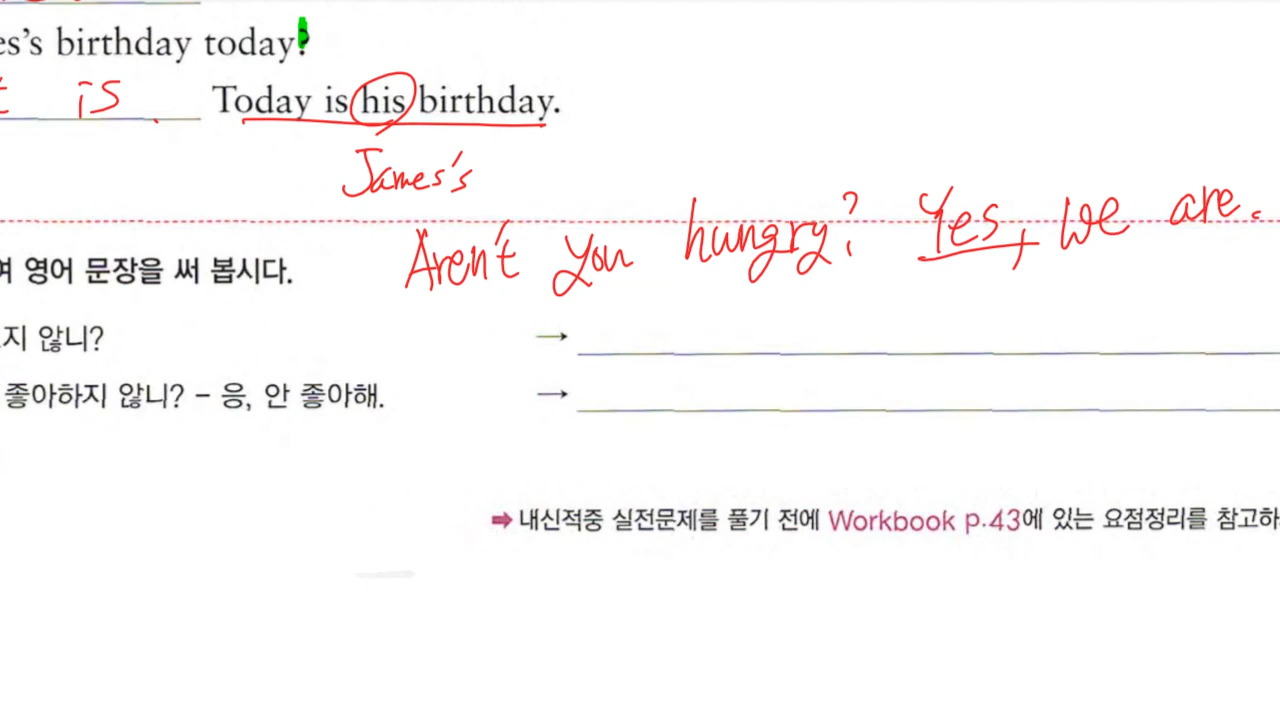 es's birthday today?
is. Today is his birthday.
James's
Aren't you hungry? Yes, we are.
여 영어 문장을 써 봅시다.
지 않니? →
좋아하지 않니? – 응, 안 좋아해. →
➡ 내신적중 실전문제를 풀기 전에 Workbook p.43에 있는 요점정리를 참고하